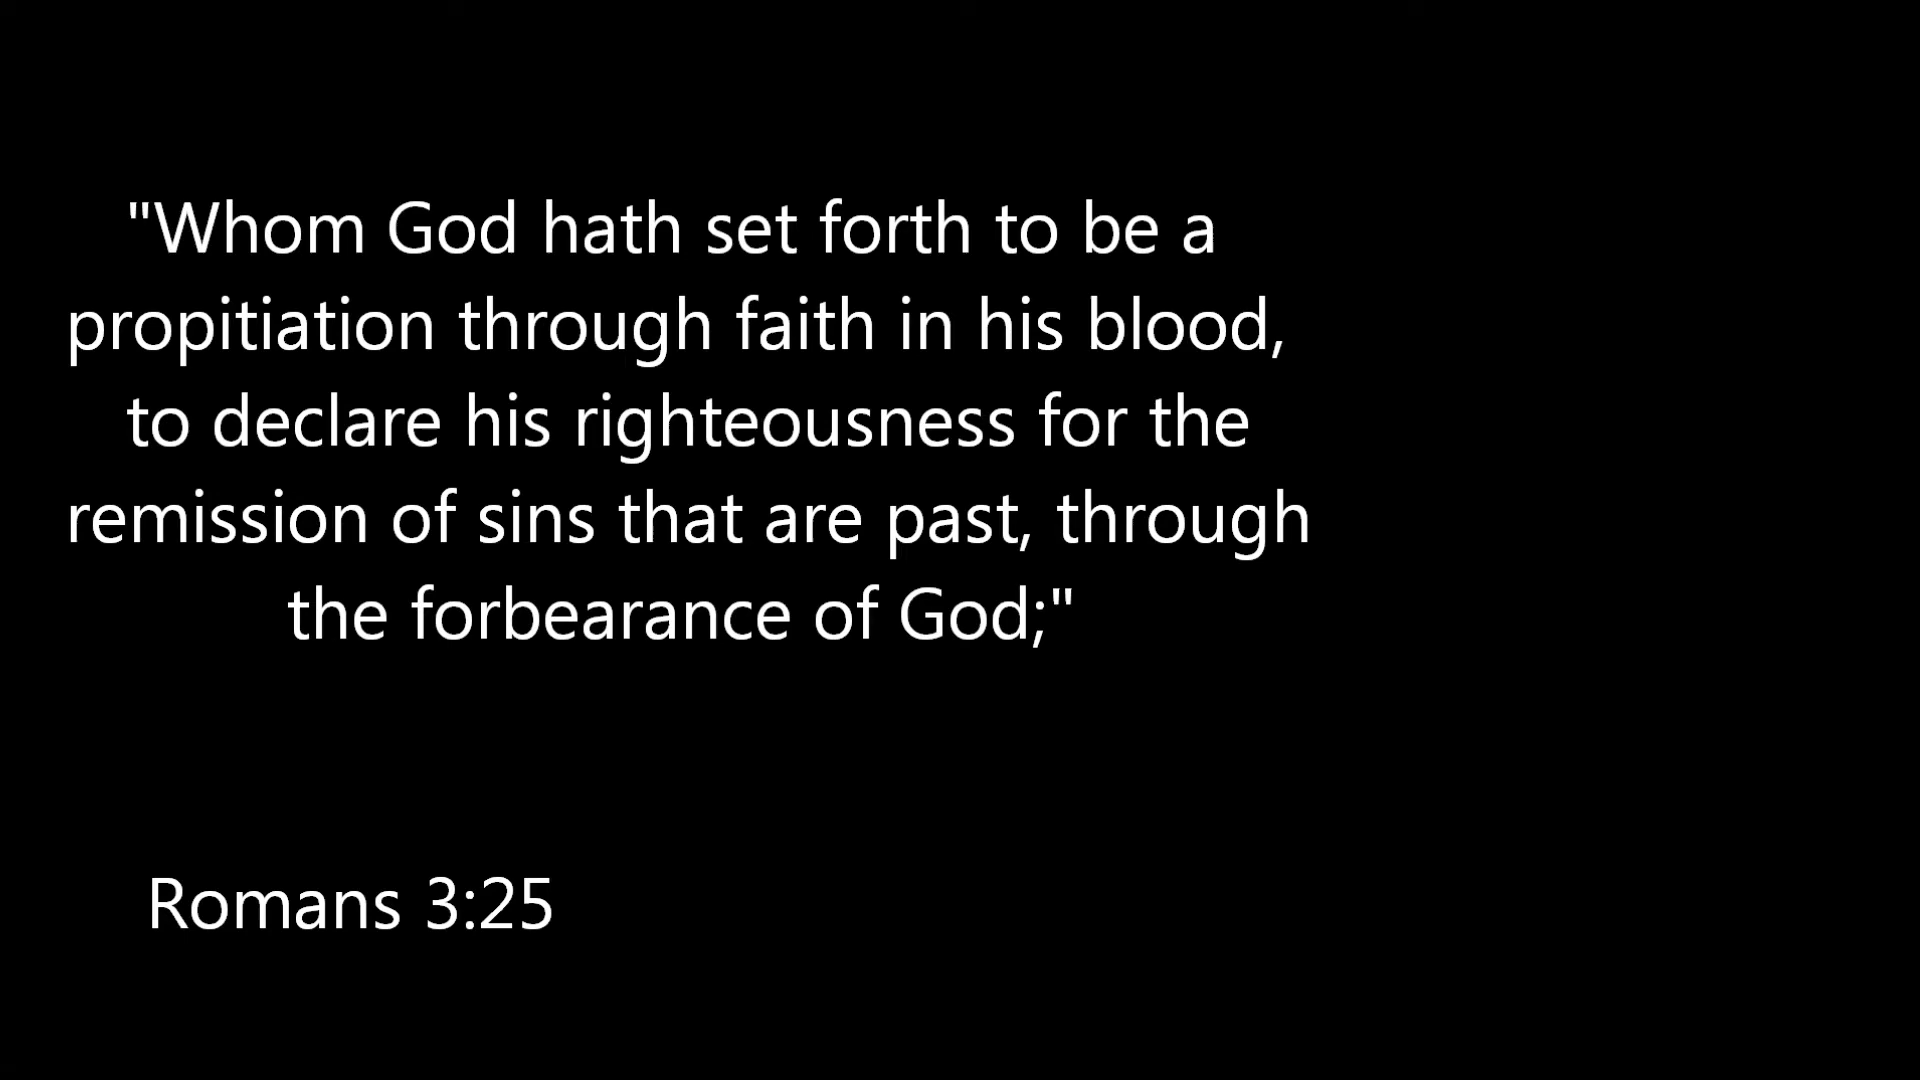 "Whom God hath set forth to be a
propitiation through faith in his blood,
to declare his righteousness for the
remission of sins that are past, through
the forbearance of God;"
Romans 3:25